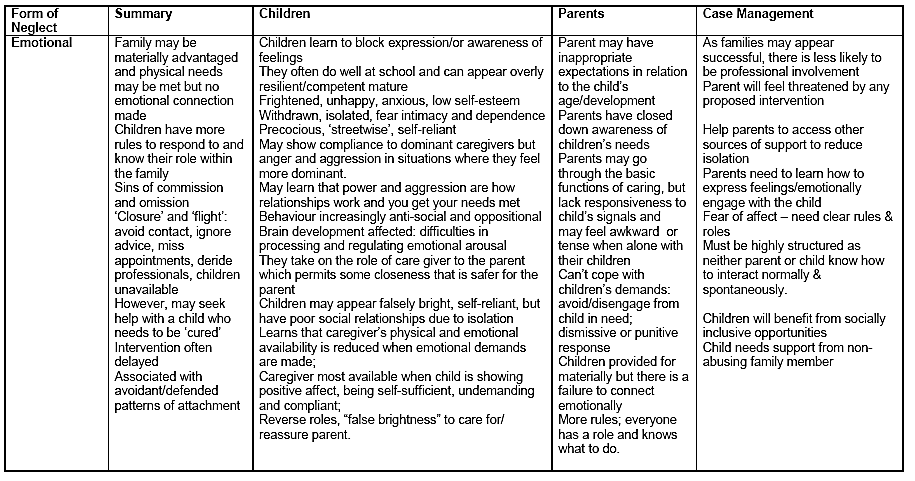 Form of
Neglect
Summary
Children
Parents
Case Management
Emotional
Family may be
materially advantaged
and physical needs
may be met but no
emotional connection
made
Children have more
rules to respond to and
know their role within
the family
Sins of commission
and omission
‘Closure’ and ‘flight’:
avoid contact, ignore
advice, miss
appointments, deride
professionals, children
unavailable
However, may seek
help with a child who
needs to be ‘cured’
Intervention often
delayed
Associated with
avoidant/defended
patterns of attachment
Children learn to block expression/or awareness of
feelings
They often do well at school and can appear overly
resilient/competent mature
Frightened, unhappy, anxious, low self-esteem
Withdrawn, isolated, fear intimacy and dependence
Precocious, ‘streetwise’, self-reliant
May show compliance to dominant caregivers but
anger and aggression in situations where they feel
more dominant.
May learn that power and aggression are how
relationships work and you get your needs met
Behaviour increasingly anti-social and oppositional
Brain development affected: difficulties in
processing and regulating emotional arousal
They take on the role of care giver to the parent
which permits some closeness that is safer for the
parent
Children may appear falsely bright, self-reliant, but
have poor social relationships due to isolation
Learns that caregiver’s physical and emotional
availability is reduced when emotional demands
are made;
Caregiver most available when child is showing
positive affect, being self-sufficient, undemanding
and compliant;
Reverse roles, “false brightness” to care for/
reassure parent.
Parent may have
inappropriate
expectations in relation
to the child’s
age/development
Parents have closed
down awareness of
children’s needs
Parents may go
through the basic
functions of caring, but
lack responsiveness to
child’s signals and
may feel awkward or
tense when alone with
their children
Can’t cope with
children’s demands:
avoid/disengage from
child in need;
dismissive or punitive
response
Children provided for
materially but there is a
failure to connect
emotionally
More rules; everyone
has a role and knows
what to do.
As families may appear
successful, there is less likely to
be professional involvement
Parent will feel threatened by any
proposed intervention
Help parents to access other
sources of support to reduce
isolation
Parents need to learn how to
express feelings/emotionally
engage with the child
Fear of affect – need clear rules &
roles
Must be highly structured as
neither parent or child know how
to interact normally &
spontaneously.
Children will benefit from socially
inclusive opportunities
Child needs support from non-
abusing family member